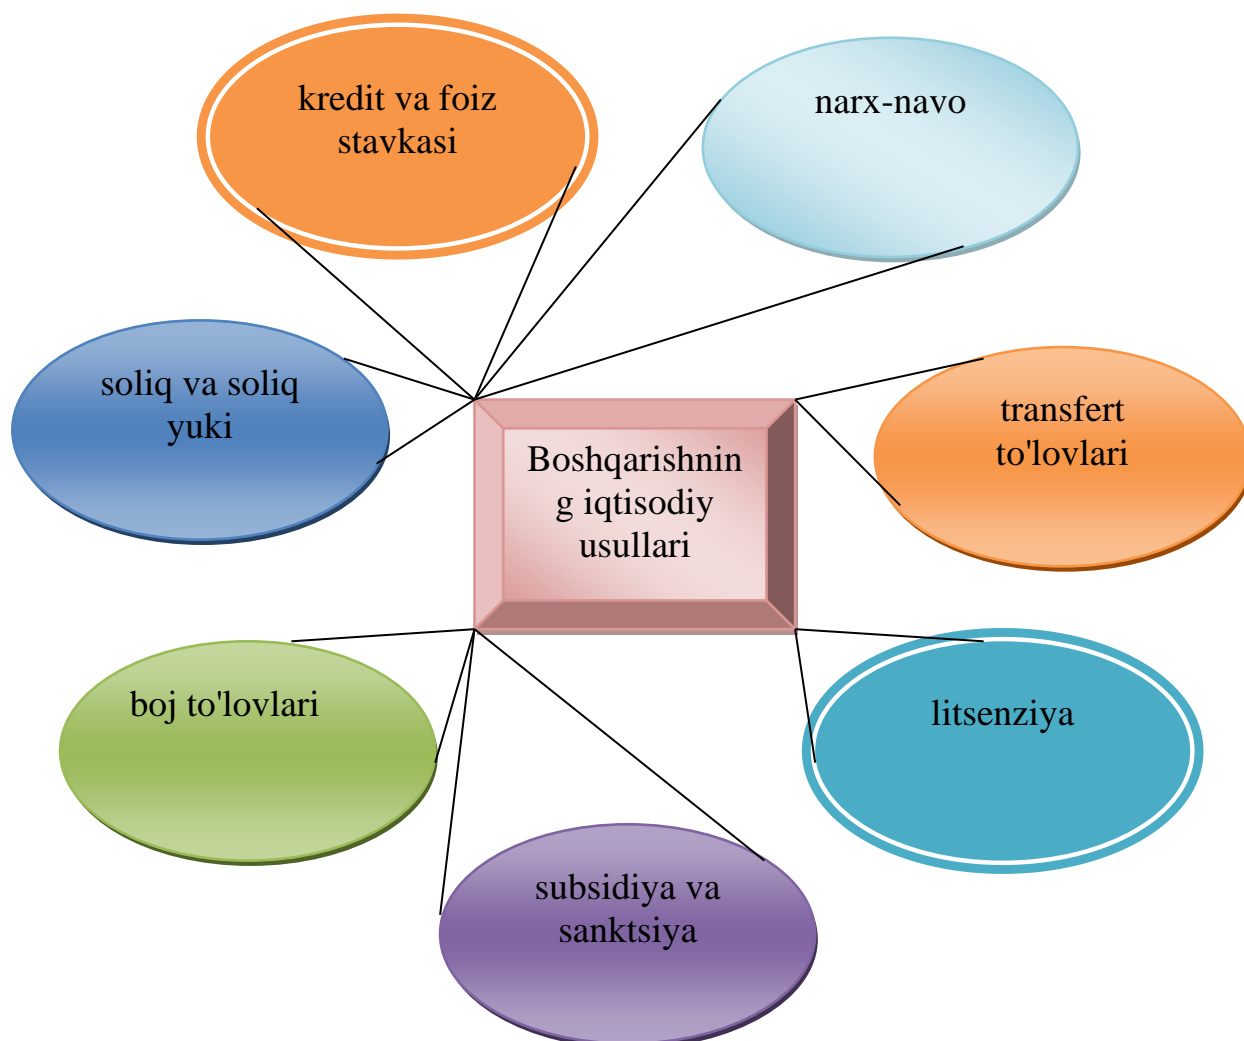 kredit va foiz
stavkasi
narx-navo
soliq va soliq
yuki
transfert
to'lovlari
Boshqarishnin
g iqtisodiy
usullari
boj to'lovlari
litsenziya
subsidiya va
sanktsiya